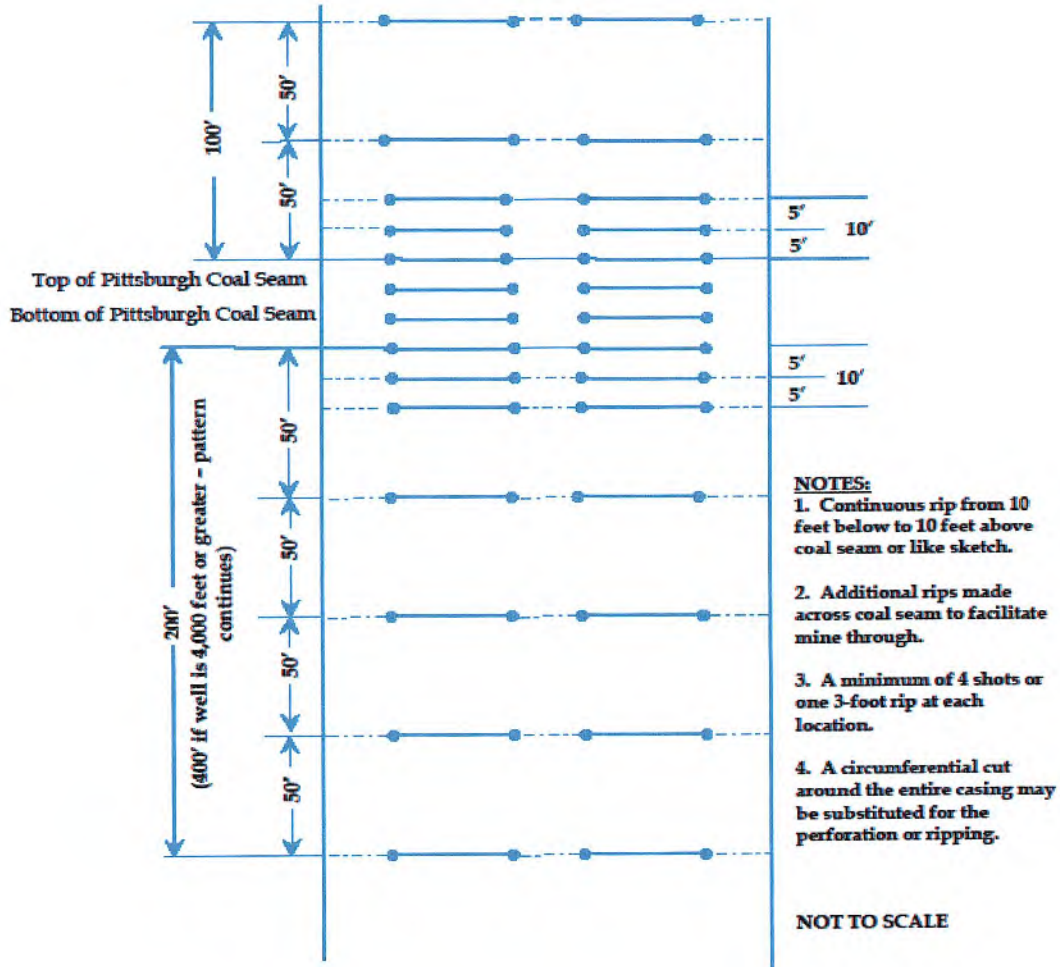 50'
100'
50'
5'
10'
5'
Top of Pittsburgh Coal Seam
Bottom of Pittsburgh Coal Seam
5'
10'
5'
50'
200'
(400' if well is 4,000 feet or greater - pattern
continues)
50'
50'
50'
NOTES:
1. Continuous rip from 10
feet below to 10 feet above
coal seam or like sketch.
2. Additional rips made
across coal seam to facilitate
mine through.
3. A minimum of 4 shots or
one 3-foot rip at each
location.
4. A circumferential cut
around the entire casing may
be substituted for the
perforation or ripping.
NOT TO SCALE